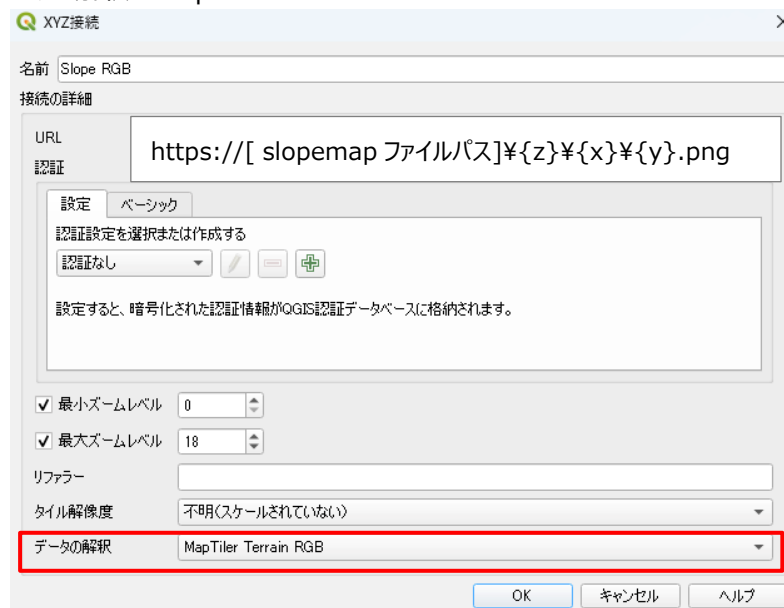 XYZ接続
名前 Slope RGB
接続の詳細
URL https://[ slopemap ファイルパス]¥{z}¥{x}¥{y}.png
認証
設定 ベーシック
認証設定を選択または作成する
認証なし
設定すると、暗号化された認証情報がQGIS認証データベースに格納されます。
最小ズームレベル 0
最大ズームレベル 18
リファラー
タイル解像度 不明(スケールされていない)
データの解釈 MapTiler Terrain RGB
OK キャンセル ヘルプ